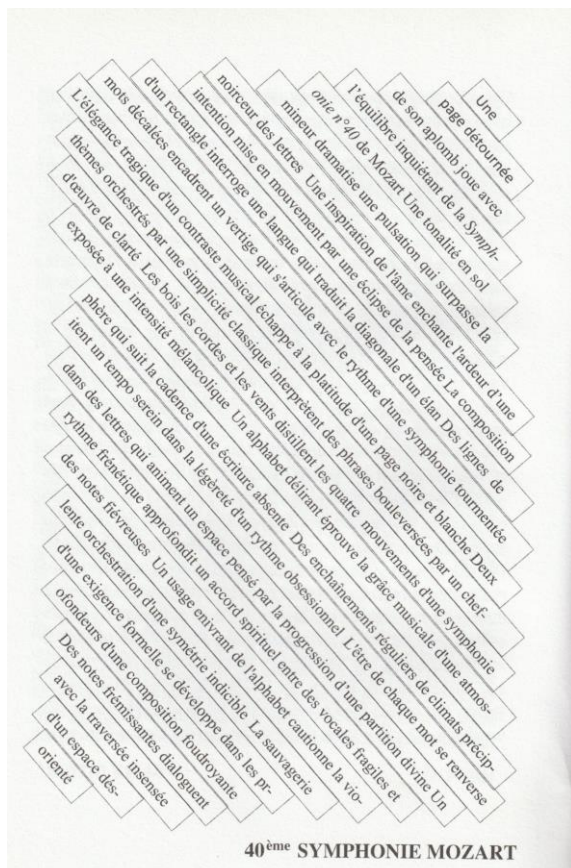 Une
page détournée
de son aplomb joue avec
l'équilibre inquiétant de la Symph-
onie n°40 de Mozart Une tonalité en sol
mineur dramatise une pulsation qui surpasse la
noirceur des lettres Une inspiration de l'âme enchante l'ardeur d'une
intention mise en mouvement par une éclipse de la pensée La composition
d'un rectangle interroge une langue qui traduit la diagonale d'un élan Des lignes de
mots décalées encadrent un vertige qui s'articule avec le rythme d'une symphonie tourmentée
L'élégance tragique d'un contraste musical échappe à la platitude d'une page noire et blanche Deux
thèmes orchestrés par une simplicité classique interprètent des phrases bouleversées par un chef-
d'œuvre de clarté Les bois les cordes et les vents distillent les quatre mouvements d'une symphonie
exposée à une intensité mélancolique Un alphabet délirant éprouve la grâce musicale d'une atmos-
phère qui suit la cadence d'une écriture absente Des enchaînements réguliers de climats précip-
itent un tempo serein dans la légèreté d'un rythme obsessionnel L'être de chaque mot se renverse
dans des lettres qui animent un espace pensé par la progression d'une partition divine Un
rythme frénétique approfondit un accord spirituel entre des vocales fragiles et
des notes fiévreuses Un usage enivrant de l'alphabet cautionne la vio-
lente orchestration d'une symétrie indicible La sauvagerie
d'une exigence formelle se développe dans les pr-
ofondeurs d'une composition foudroyante
Des notes frémissantes dialoguent
avec la traversée insensée
d'un espace dés-
orienté
40ème SYMPHONIE MOZART